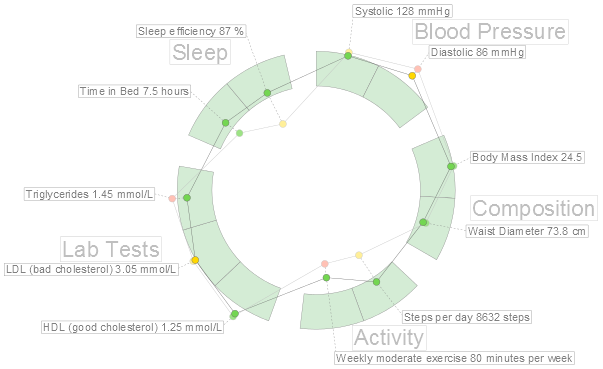 Systolic 128 mmHg
Blood Pressure
Sleep efficiency 87 %
Sleep
Diastolic 86 mmHg
Time in Bed 7.5 hours
Body Mass Index 24.5
Triglycerides 1.45 mmol/L
Composition
Waist Diameter 73.8 cm
Lab Tests
LDL (bad cholesterol) 3.05 mmol/L
Steps per day 8632 steps
HDL (good cholesterol) 1.25 mmol/L
Activity
Weekly moderate exercise 80 minutes per week